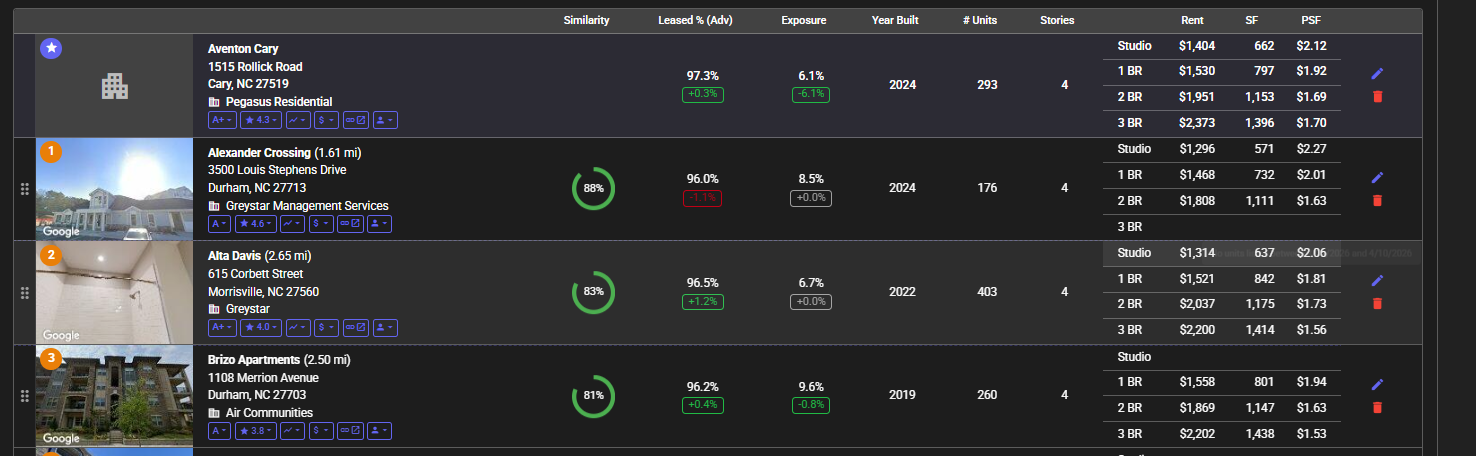 Similarity Leased % (Adv) Exposure Year Built # Units Stories Rent SF PSF
Aventon Cary
1515 Rollick Road
Cary, NC 27519
Pegasus Residential
A+ 4.3 $
97.3% 6.1% 2024 293 4
+0.3% -6.1%
Studio $1,404 662 $2.12
1 BR $1,530 797 $1.92
2 BR $1,951 1,153 $1.69
3 BR $2,373 1,396 $1.70
1
Google
Alexander Crossing (1.61 mi)
3500 Louis Stephens Drive
Durham, NC 27713
Greystar Management Services
A 4.6 $
88% 96.0% 8.5% 2024 176 4
-1.1% +0.0%
Studio $1,296 571 $2.27
1 BR $1,468 732 $2.01
2 BR $1,808 1,111 $1.63
3 BR
2
Google
Alta Davis (2.65 mi)
615 Corbett Street
Morrisville, NC 27560
Greystar
A+ 4.0 $
83% 96.5% 6.7% 2022 403 4
+1.2% +0.0%
Studio $1,314 637 $2.06
1 BR $1,521 842 $1.81
2 BR $2,037 1,175 $1.73
3 BR $2,200 1,414 $1.56
3
Google
Brizo Apartments (2.50 mi)
1108 Merrion Avenue
Durham, NC 27703
Air Communities
A 3.8 $
81% 96.2% 9.6% 2019 260 4
+0.4% -0.8%
Studio
1 BR $1,558 801 $1.94
2 BR $1,869 1,147 $1.63
3 BR $2,202 1,438 $1.53